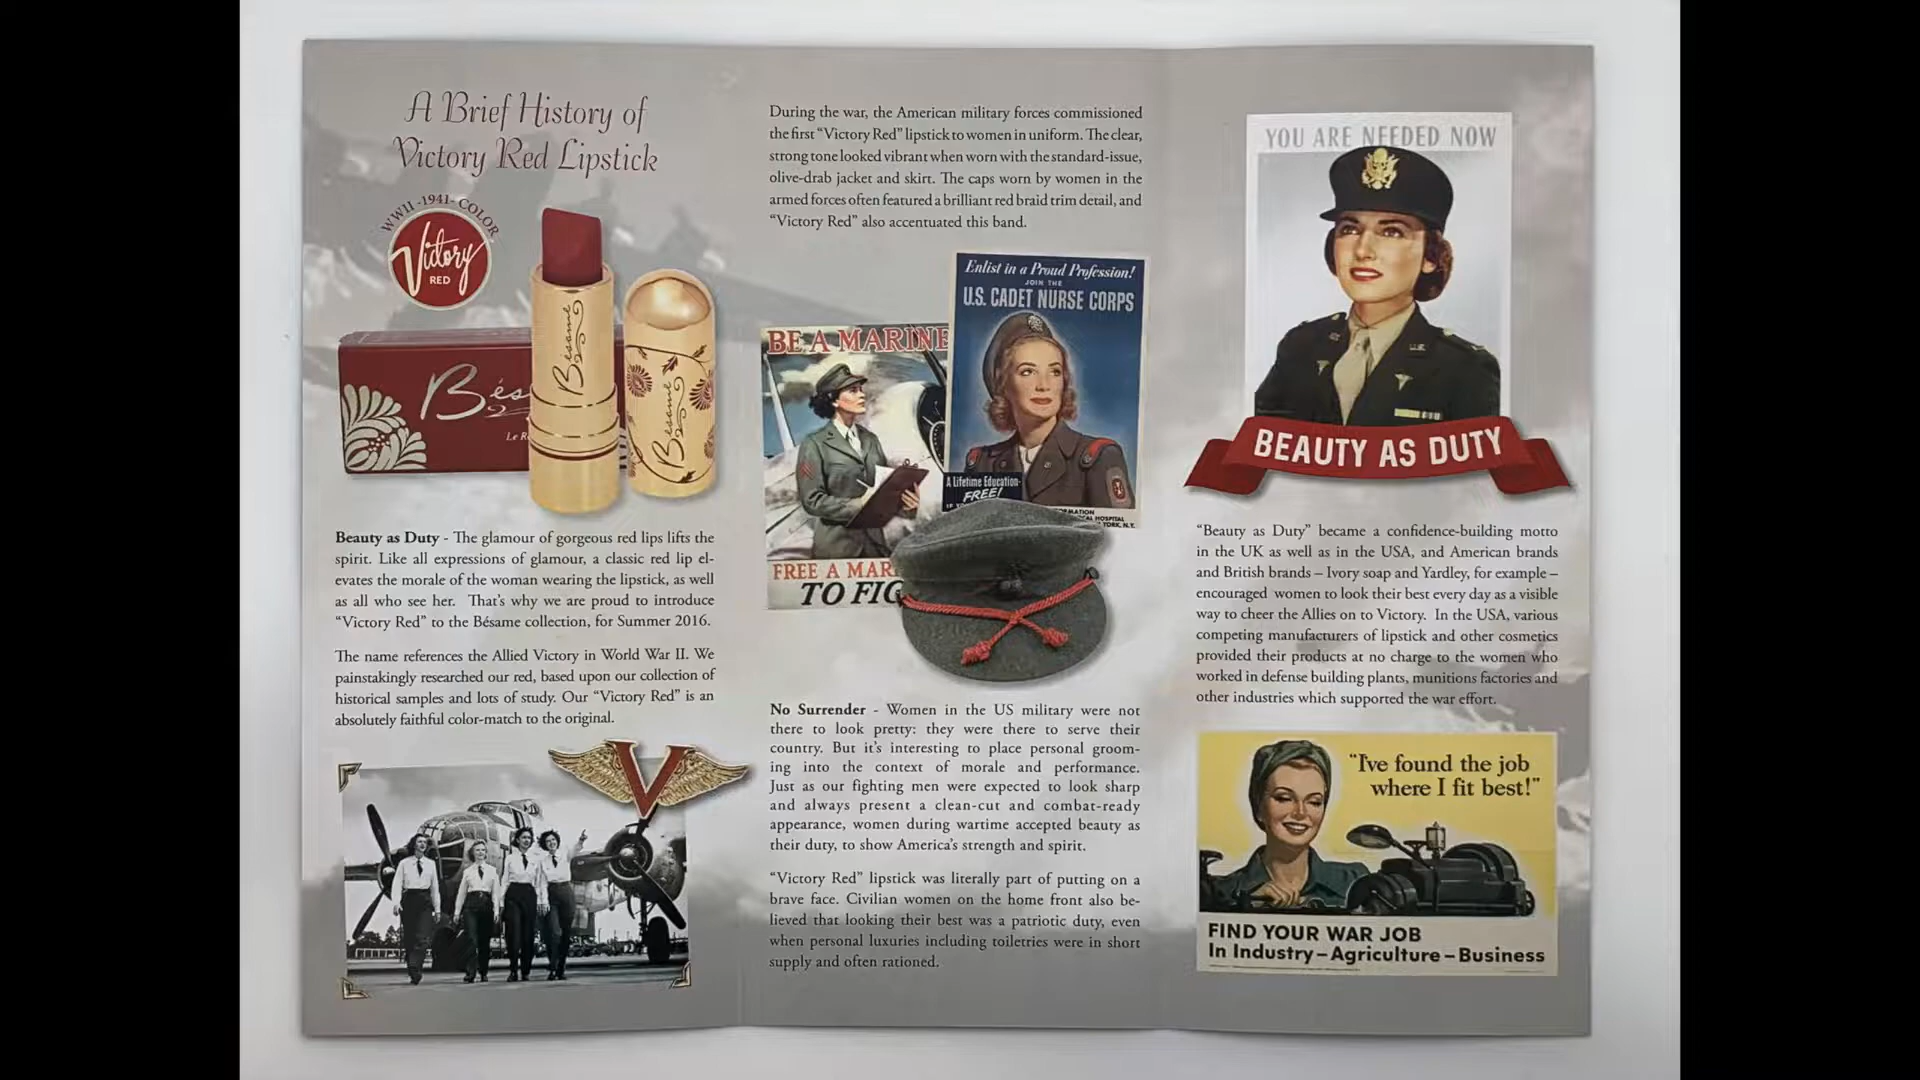 A Brief History of
Victory Red Lipstick
WWII -1941- COLOR
Victory
RED
Bésame
Bésame
Bés
Le R
Beauty as Duty - The glamour of gorgeous red lips lifts the
spirit. Like all expressions of glamour, a classic red lip el-
evates the morale of the woman wearing the lipstick, as well
as all who see her. That's why we are proud to introduce
"Victory Red" to the Bésame collection, for Summer 2016.
The name references the Allied Victory in World War II. We
painstakingly researched our red, based upon our collection of
historical samples and lots of study. Our "Victory Red" is an
absolutely faithful color-match to the original.
V
During the war, the American military forces commissioned
the first "Victory Red" lipstick to women in uniform. The clear,
strong tone looked vibrant when worn with the standard-issue,
olive-drab jacket and skirt. The caps worn by women in the
armed forces often featured a brilliant red braid trim detail, and
"Victory Red" also accentuated this band.
Enlist in a Proud Profession!
JOIN THE
U.S. CADET NURSE CORPS
A Lifetime Education-
FREE!
BE A MARINE
FREE A MAR
TO FIG
No Surrender - Women in the US military were not
there to look pretty: they were there to serve their
country. But it's interesting to place personal groom-
ing into the context of morale and performance.
Just as our fighting men were expected to look sharp
and always present a clean-cut and combat-ready
appearance, women during wartime accepted beauty as
their duty, to show America's strength and spirit.
"Victory Red" lipstick was literally part of putting on a
brave face. Civilian women on the home front also be-
lieved that looking their best was a patriotic duty, even
when personal luxuries including toiletries were in short
supply and often rationed.
YOU ARE NEEDED NOW
BEAUTY AS DUTY
"Beauty as Duty" became a confidence-building motto
in the UK as well as in the USA, and American brands
and British brands – Ivory soap and Yardley, for example –
encouraged women to look their best every day as a visible
way to cheer the Allies on to Victory. In the USA, various
competing manufacturers of lipstick and other cosmetics
provided their products at no charge to the women who
worked in defense building plants, munitions factories and
other industries which supported the war effort.
"I've found the job
where I fit best!"
FIND YOUR WAR JOB
In Industry – Agriculture – Business